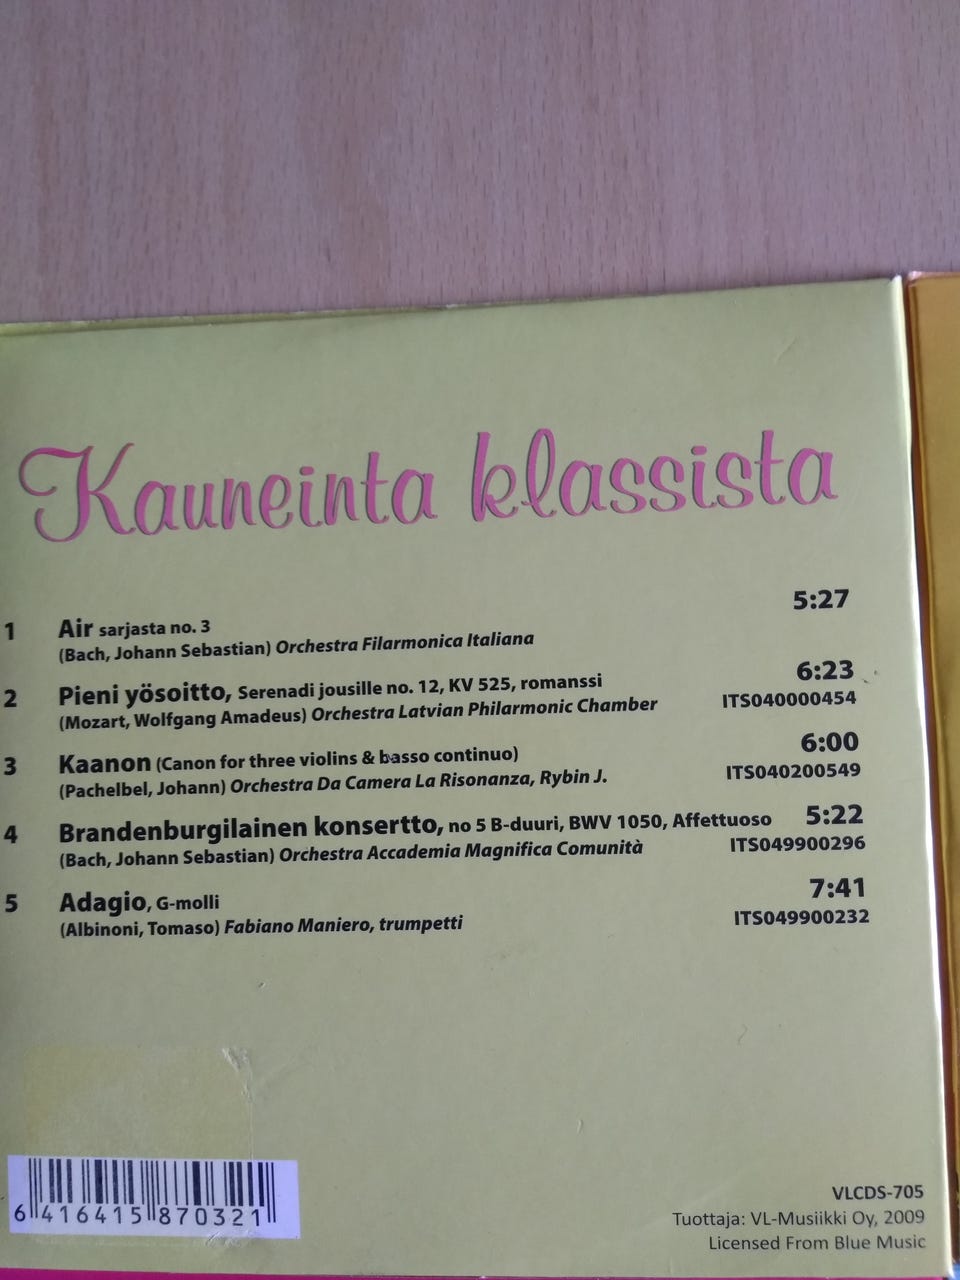 Kauneinta klassista
1 Air sarjasta no. 3 5:27
(Bach, Johann Sebastian) Orchestra Filarmonica Italiana
2 Pieni yösoitto, Serenadi jousille no. 12, KV 525, romanssi 6:23
(Mozart, Wolfgang Amadeus) Orchestra Latvian Philarmonic Chamber ITS040000454
3 Kaanon (Canon for three violins & basso continuo) 6:00
(Pachelbel, Johann) Orchestra Da Camera La Risonanza, Rybin J. ITS040200549
4 Brandenburgilainen konsertto, no 5 B-duuri, BWV 1050, Affettuoso 5:22
(Bach, Johann Sebastian) Orchestra Accademia Magnifica Comunità ITS049900296
5 Adagio, G-molli 7:41
(Albinoni, Tomaso) Fabiano Maniero, trumpetti ITS049900232
6 416415 870321
VLCDS-705
Tuottaja: VL-Musiikki Oy, 2009
Licensed From Blue Music